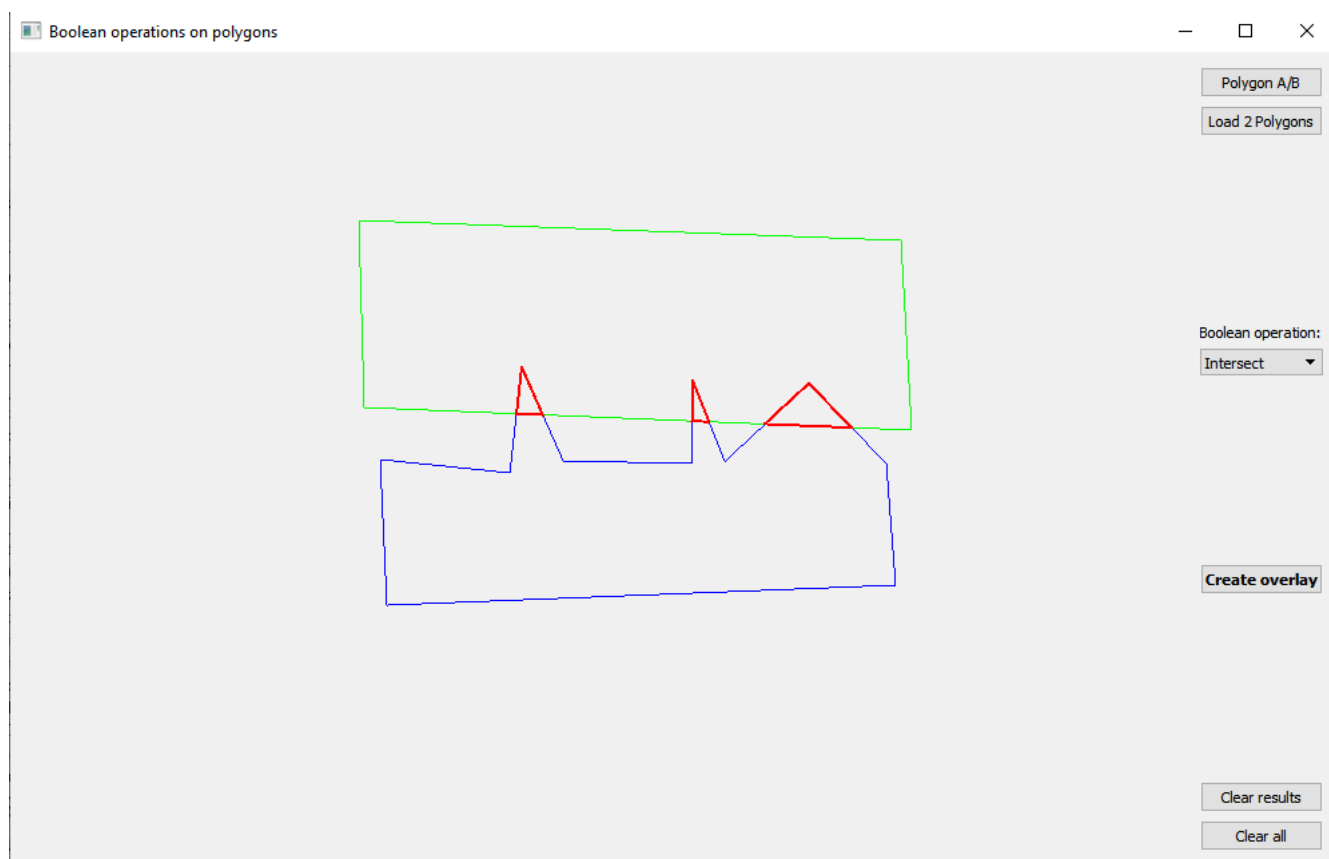 Boolean operations on polygons
Polygon A/B
Load 2 Polygons
Boolean operation:
Intersect
Create overlay
Clear results
Clear all